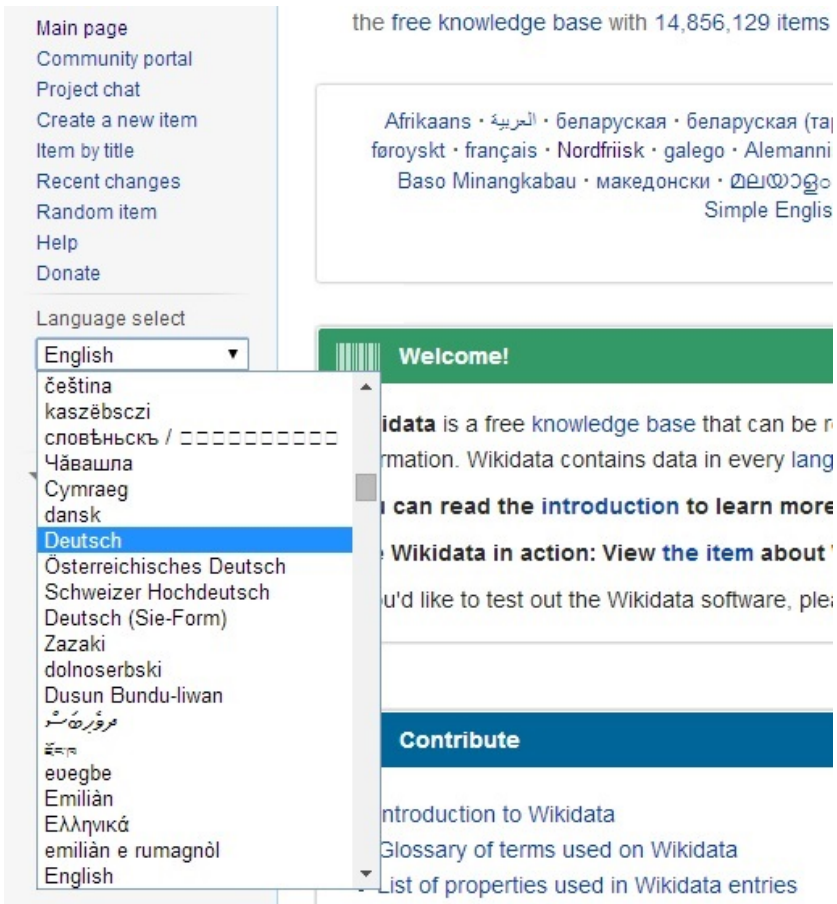 Main page
Community portal
Project chat
Create a new item
Item by title
Recent changes
Random item
Help
Donate
Language select
English
čeština
kaszëbsczi
словѣньскъ /
Чӑвашла
Cymraeg
dansk
Deutsch
Österreichisches Deutsch
Schweizer Hochdeutsch
Deutsch (Sie-Form)
Zazaki
dolnoserbski
Dusun Bundu-liwan
ދިވެހިބަސް
eʋegbe
Emiliàn
Ελληνικά
emiliàn e rumagnòl
English
the free knowledge base with 14,856,129 items
Afrikaans · العربية · беларуская · беларуская
føroyskt · français · Nordfriisk · galego · Alemanni
Baso Minangkabau · македонски · മലയാളം
Simple Englis
Welcome!
idata is a free knowledge base that can be
rmation. Wikidata contains data in every lang
can read the introduction to learn more
Wikidata in action: View the item about
u'd like to test out the Wikidata software, plea
Contribute
ntroduction to Wikidata
Glossary of terms used on Wikidata
List of properties used in Wikidata entries